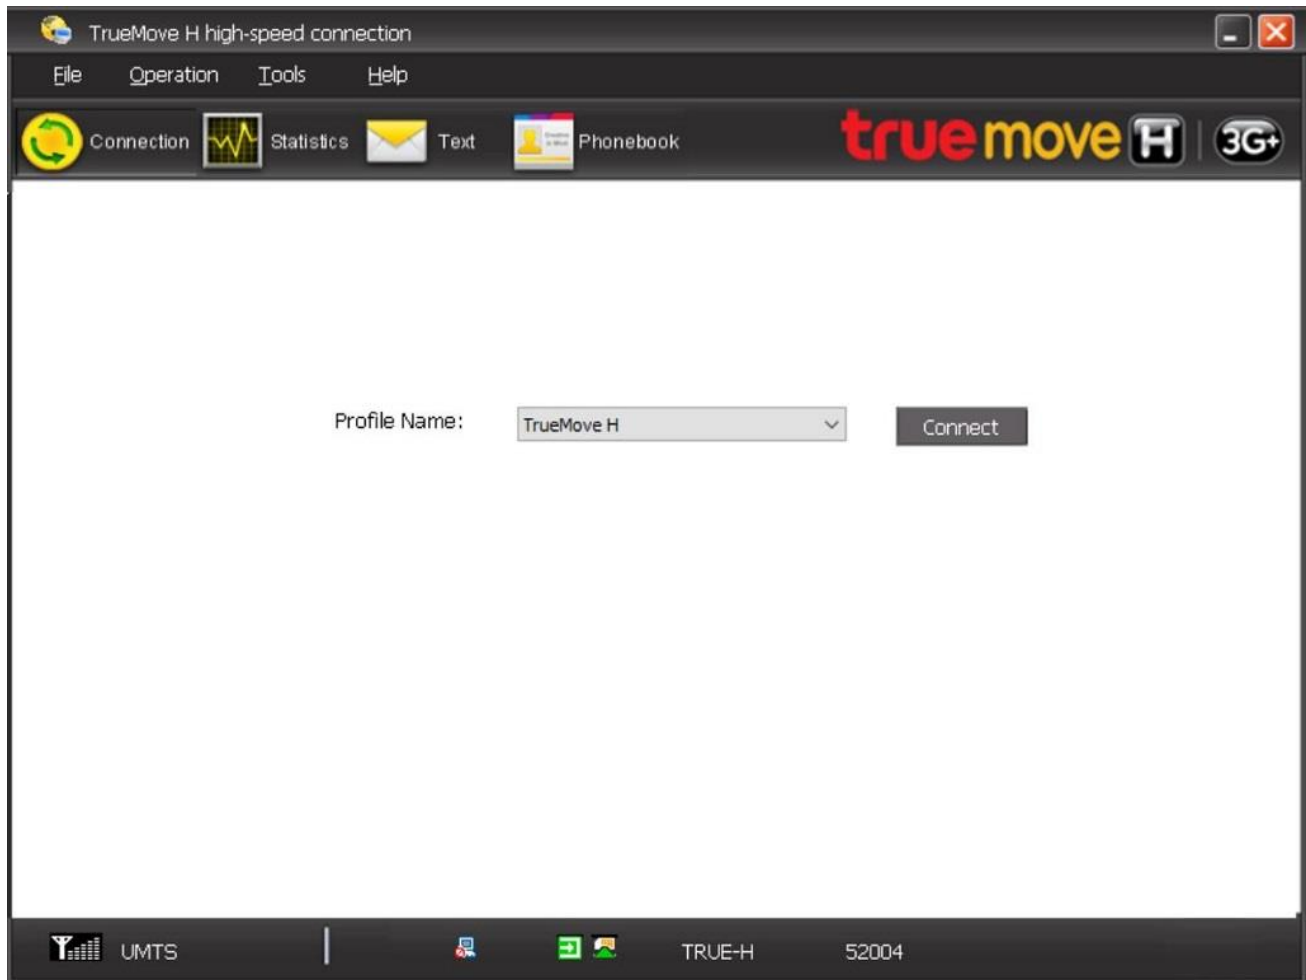 TrueMove H high-speed connection
File Operation Tools Help
Connection Statistics Text Phonebook truemove H 3G+
Profile Name: TrueMove H Connect
UMTS TRUE-H 52004